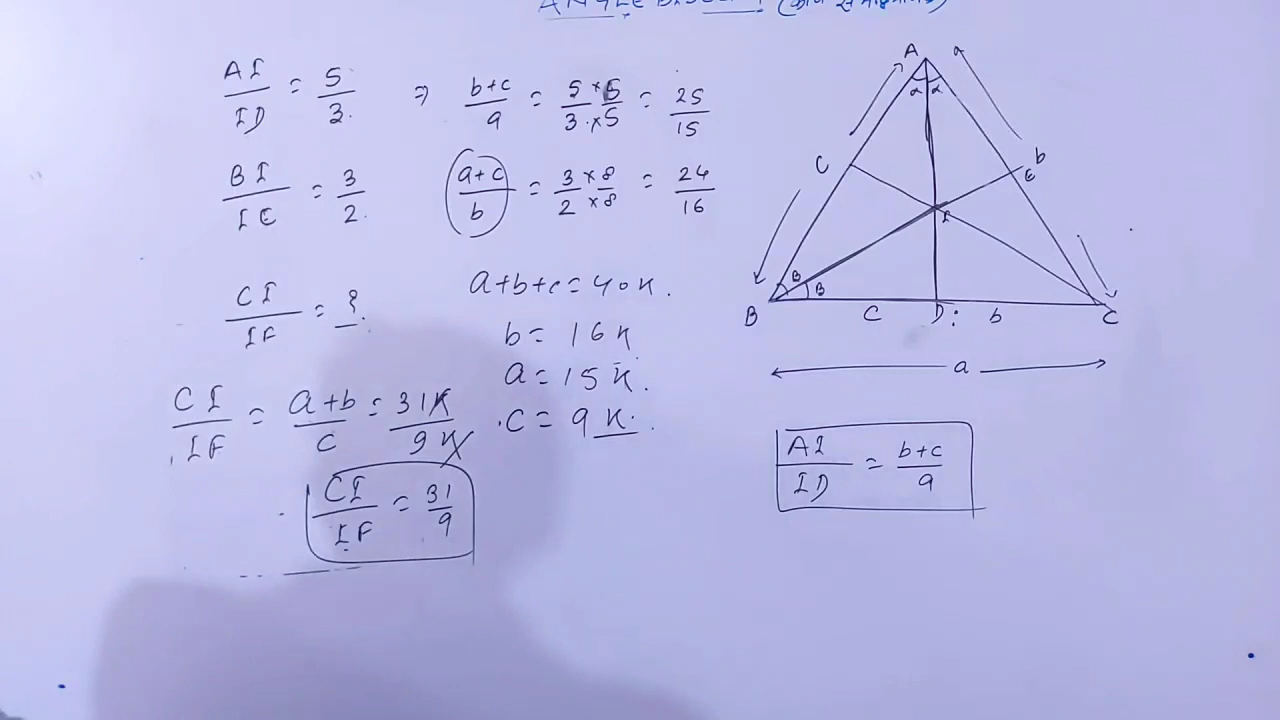 ANGLE
AI/ID = 5/3 ⇒ b+c/a = 5×5/3×5 = 25/15
BI/IE = 3/2 a+c/b = 3×8/2×8 = 24/16
CI/IF = ?
a+b+c = 40K.
b = 16K
a = 15K.
c = 9K.
CI/IF = a+b/c = 31K/9K
CI/IF = 31/9
A
α α
C b
E
I
B B
B C D: b C
a
AI/ID = b+c/a